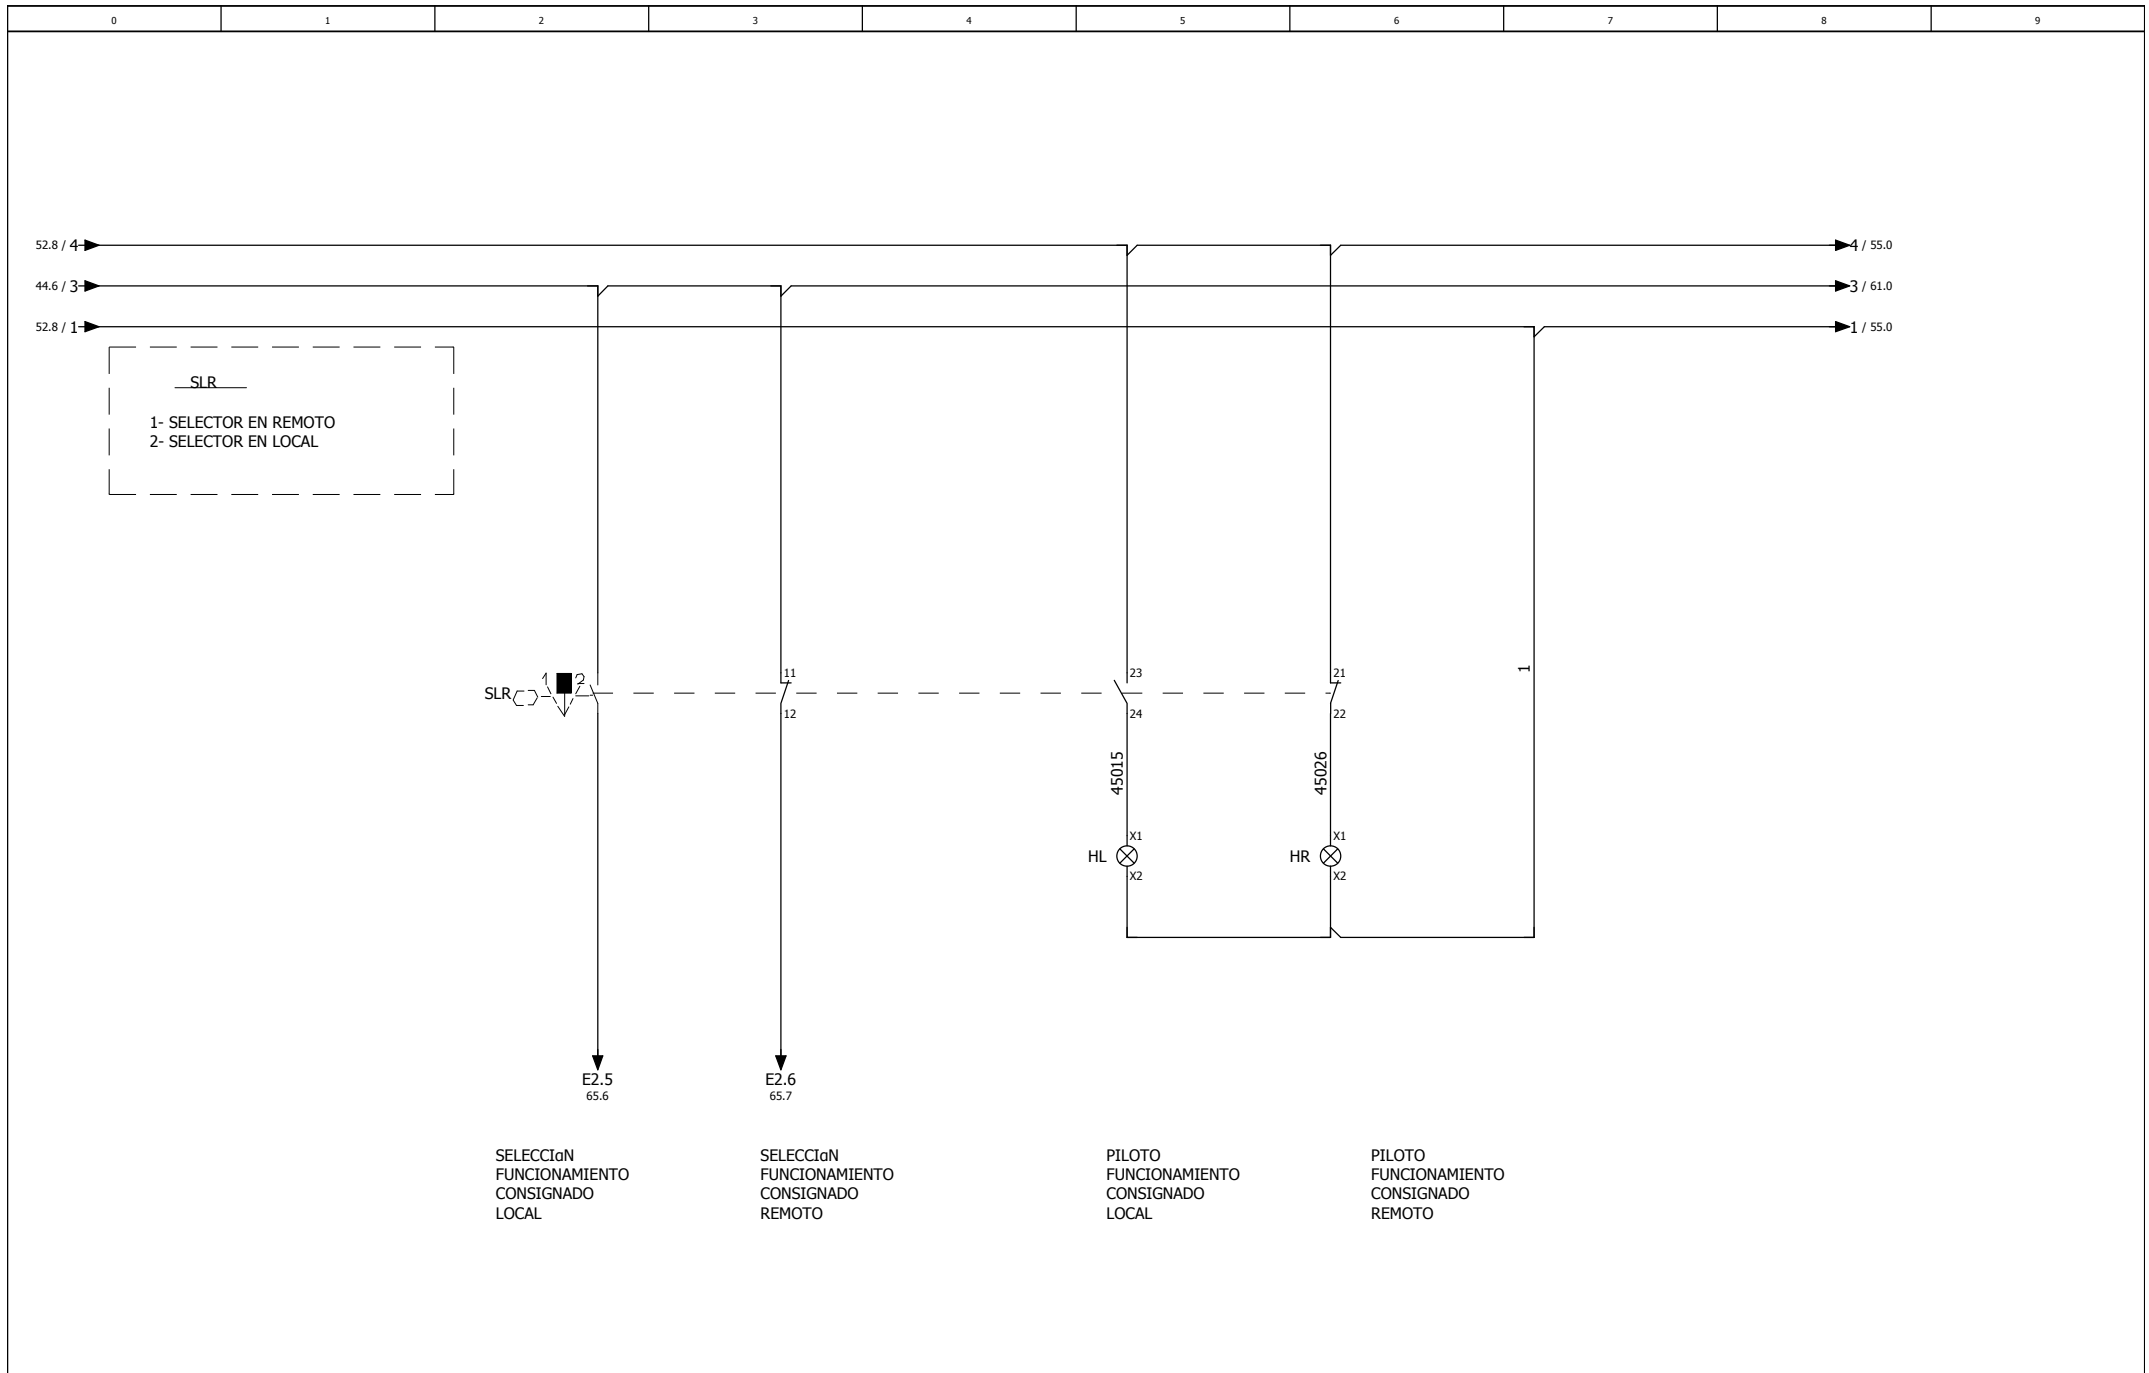 0 1 2 3 4 5 6 7 8 9
52.8 / 4 4 / 55.0
44.6 / 3 3 / 61.0
52.8 / 1 1 / 55.0
SLR
1- SELECTOR EN REMOTO
2- SELECTOR EN LOCAL
11 23 21
1
SLR 1 2
12 24 22
45015 45026
X1 X1
HL HR
X2 X2
E2.5 E2.6
65.6 65.7
SELECCIαN
FUNCIONAMIENTO
CONSIGNADO
LOCAL
SELECCIαN
FUNCIONAMIENTO
CONSIGNADO
REMOTO
PILOTO
FUNCIONAMIENTO
CONSIGNADO
LOCAL
PILOTO
FUNCIONAMIENTO
CONSIGNADO
REMOTO